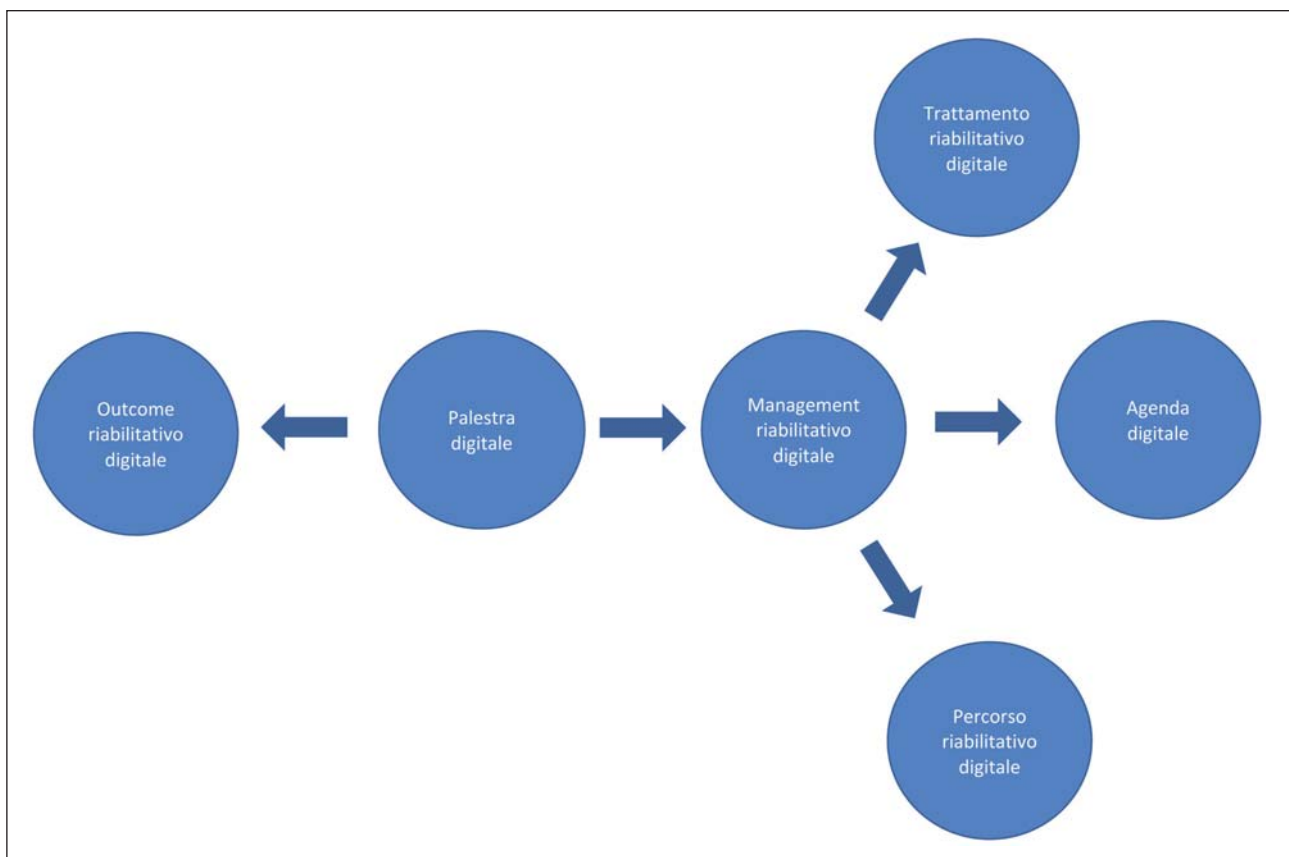 Trattamento
riabilitativo
digitale
Outcome
riabilitativo
digitale
Palestra
digitale
Management
riabilitativo
digitale
Agenda
digitale
Percorso
riabilitativo
digitale